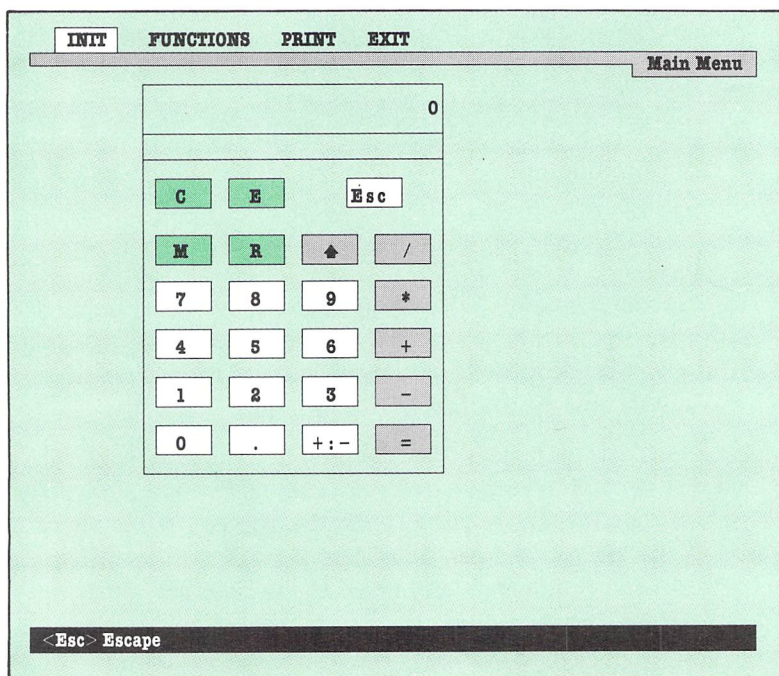 INIT FUNCTIONS PRINT EXIT
Main Menu
0
C E Esc
M R /
7 8 9 *
4 5 6 +
1 2 3 -
0 . +:- =
<Esc> Escape